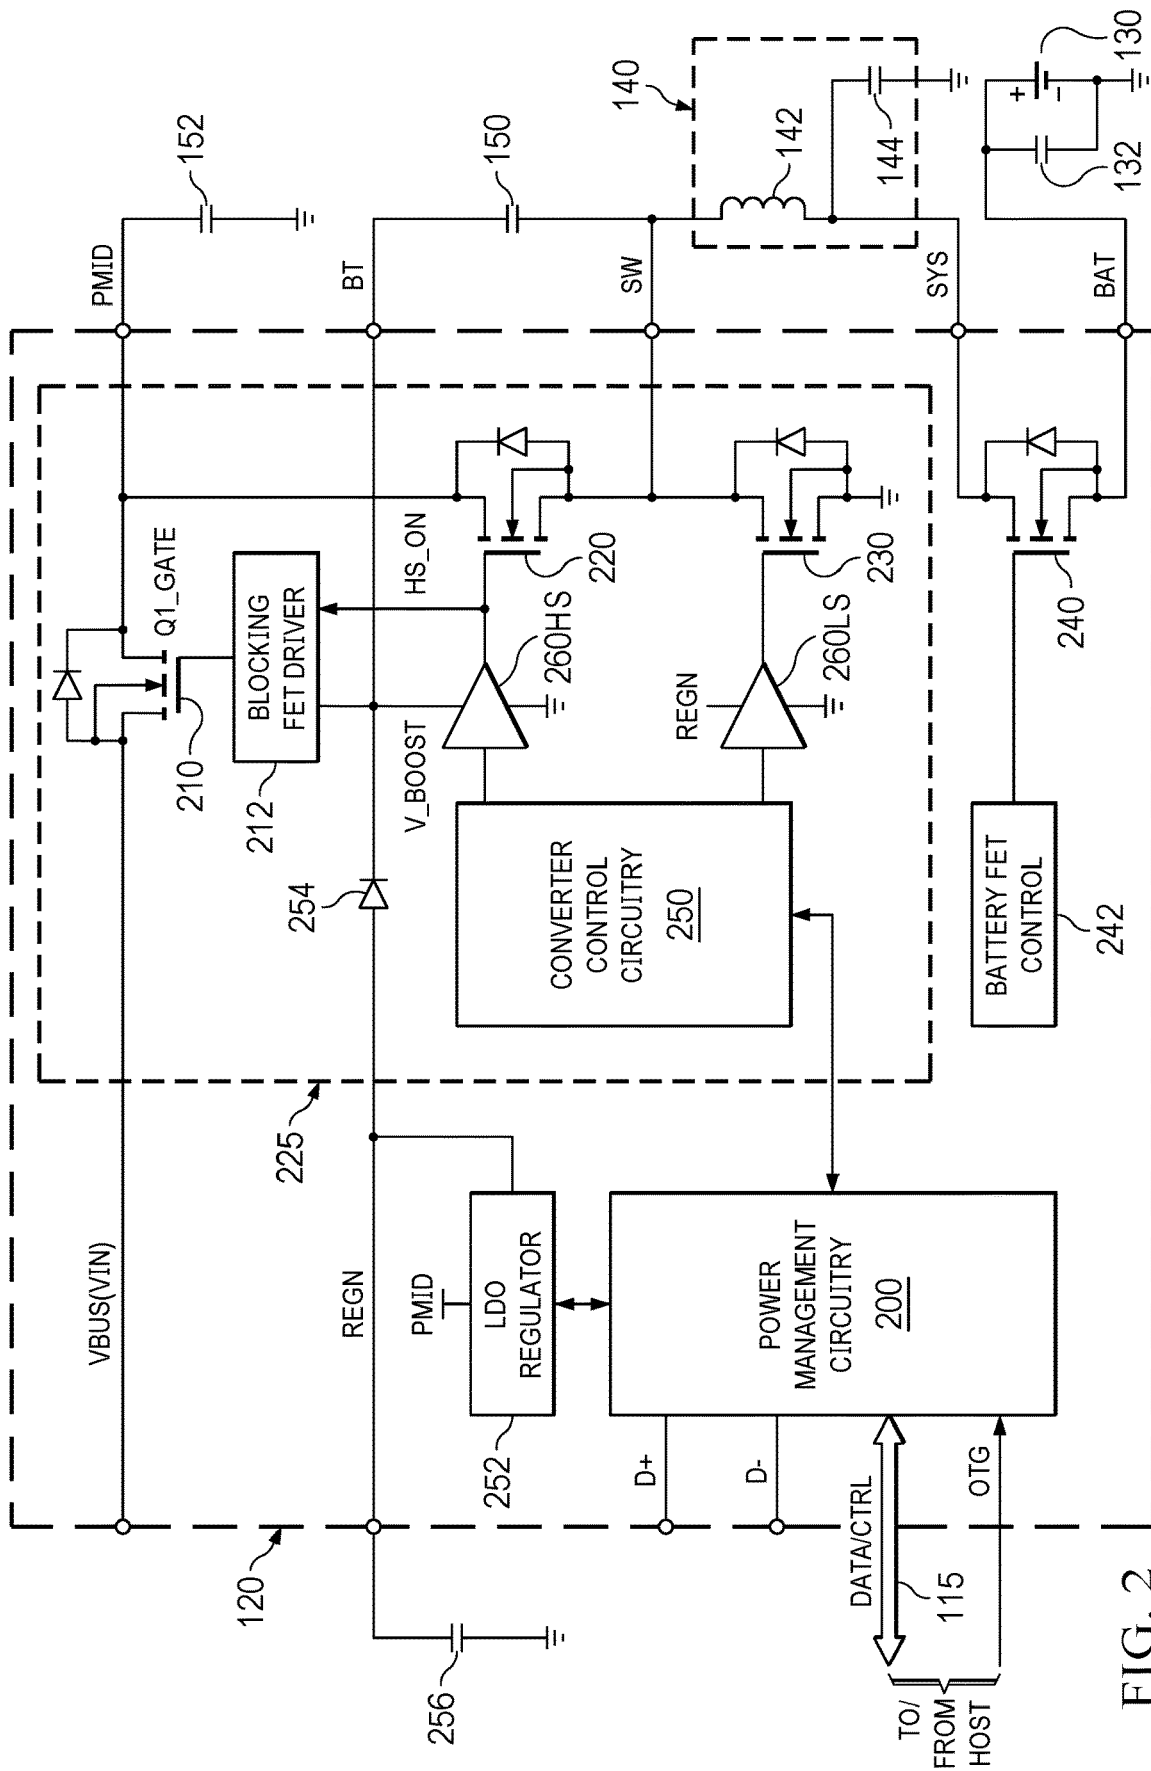 120
VBUS(VIN)
225
210
Q1_GATE
PMID
152
212
BLOCKING
FET DRIVER
254
BT
150
REGN
256
V_BOOST
HS_ON
260HS
220
SW
140
142
144
PMID
LDO
REGULATOR
252
CONVERTER
CONTROL
CIRCUITRY
250
REGN
260LS
230
D+
D-
POWER
MANAGEMENT
CIRCUITRY
200
DATA/CTRL
115
OTG
TO/
FROM
HOST
BATTERY FET
CONTROL
242
240
SYS
BAT
+
-
130
132
FIG. 2